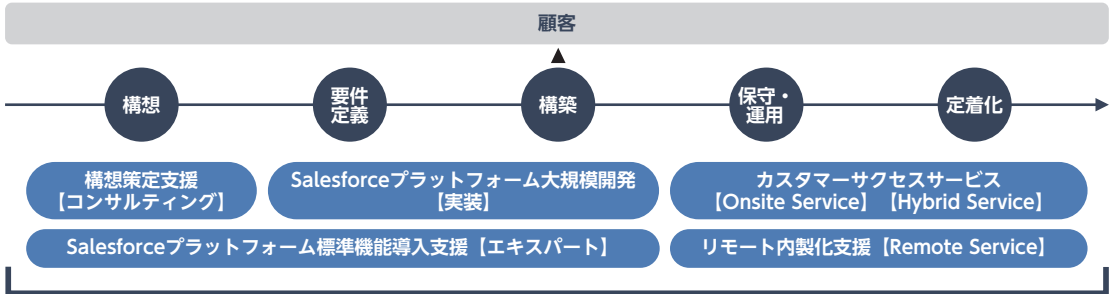 顧客
構想
要件
定義
構築
保守・
運用
定着化
構想策定支援
【コンサルティング】
Salesforceプラットフォーム大規模開発
【実装】
カスタマーサクセスサービス
【Onsite Service】【Hybrid Service】
Salesforceプラットフォーム標準機能導入支援【エキスパート】
リモート内製化支援【Remote Service】